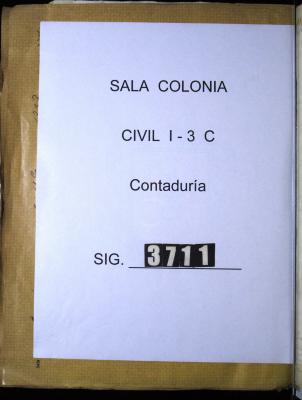 SALA COLONIA
CIVIL I - 3 C
Contaduría
SIG. 3711